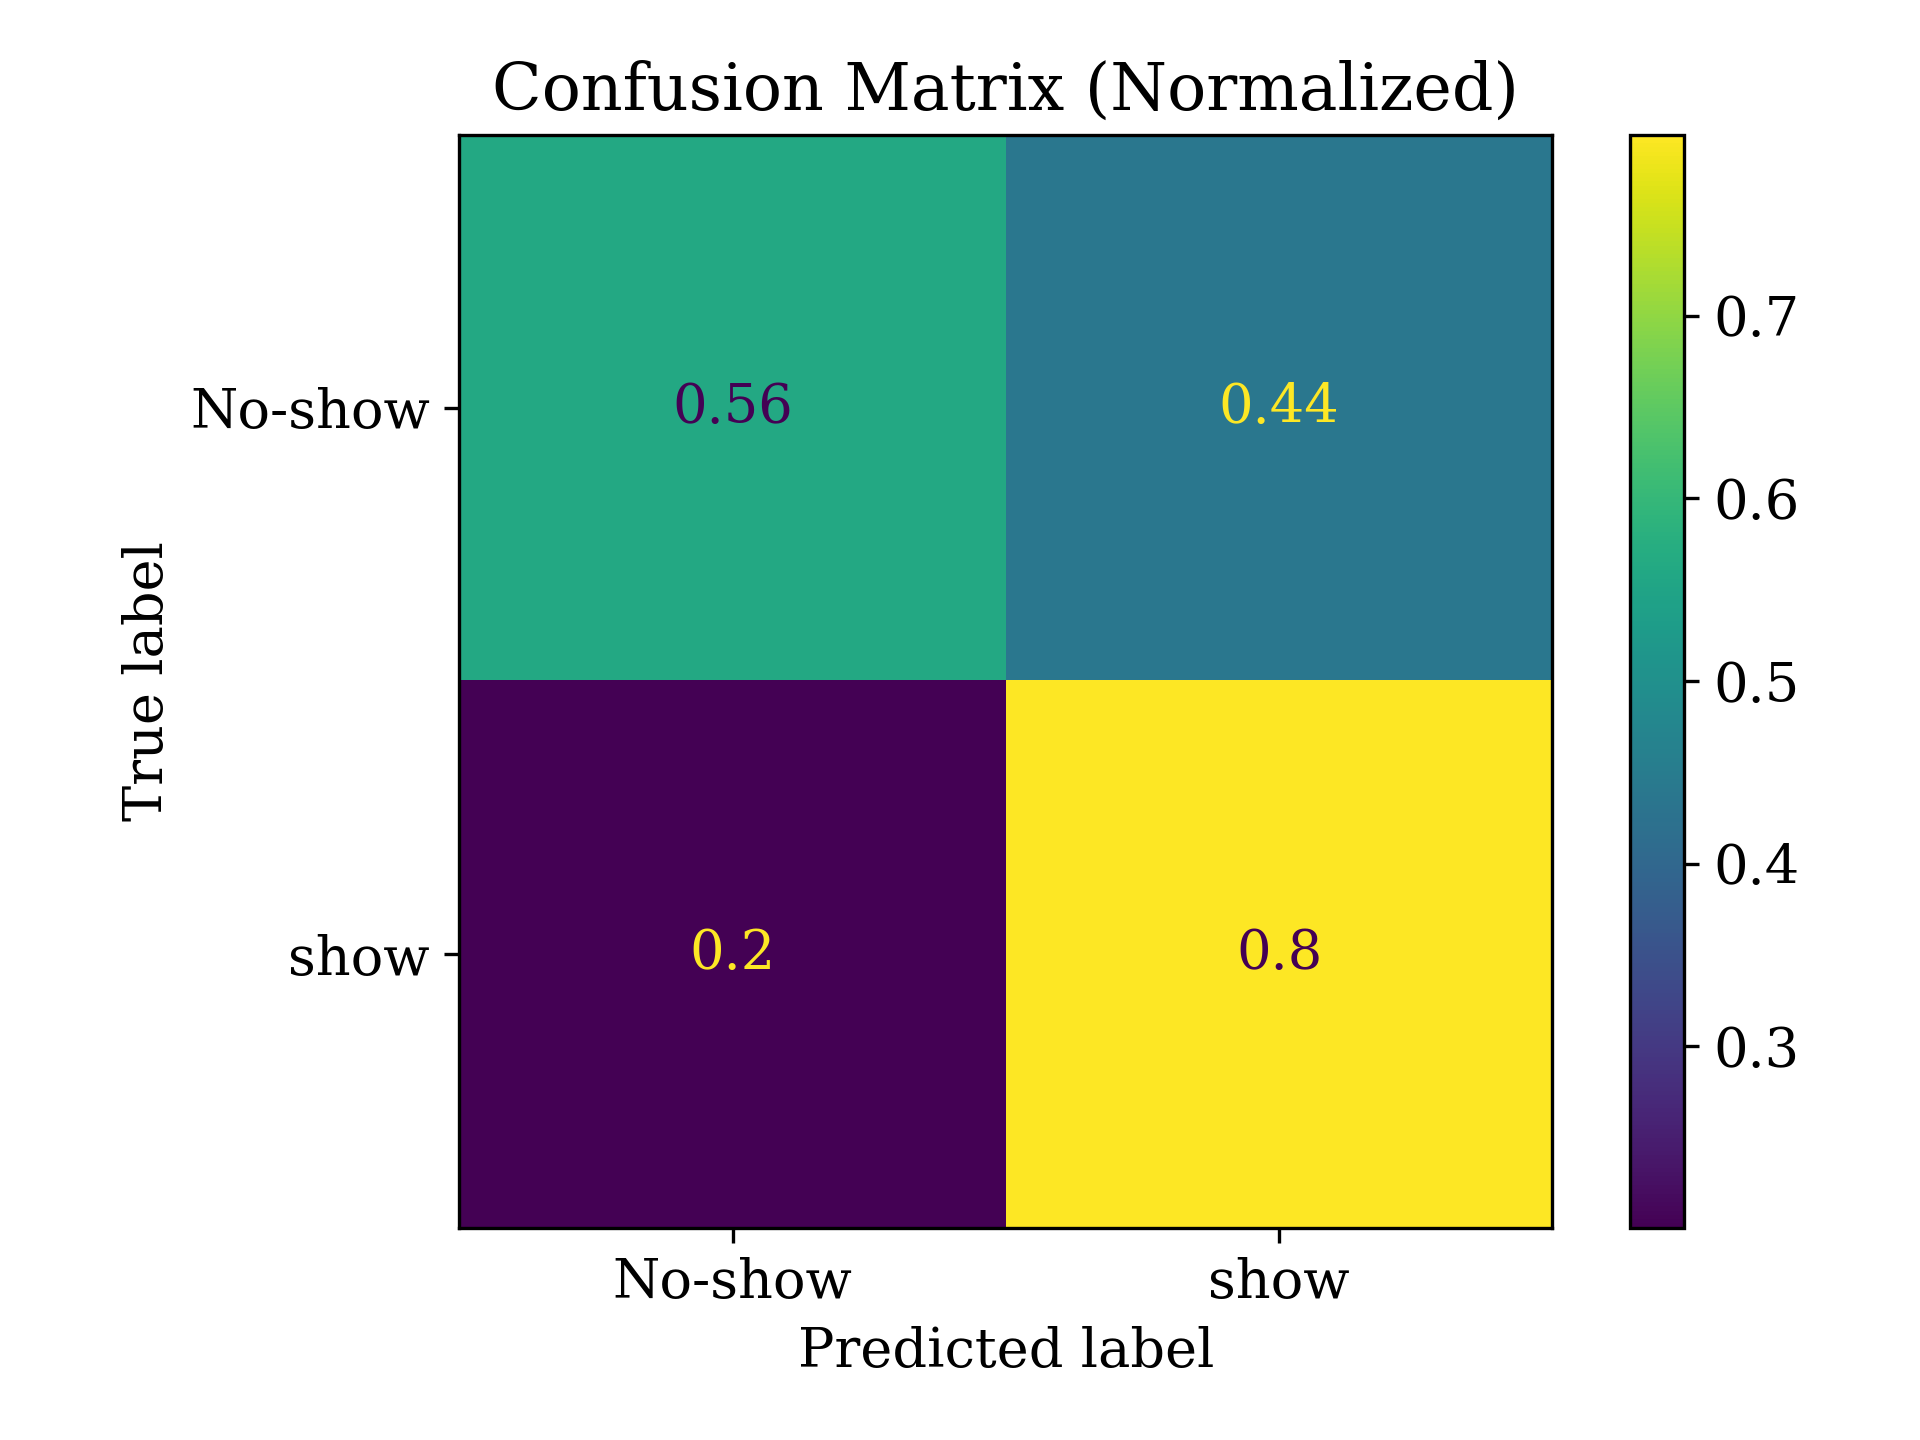 Confusion Matrix (Normalized)
No-show
0.56
0.44
show
0.2
0.8
True label
No-show
show
Predicted label
0.7
0.6
0.5
0.4
0.3